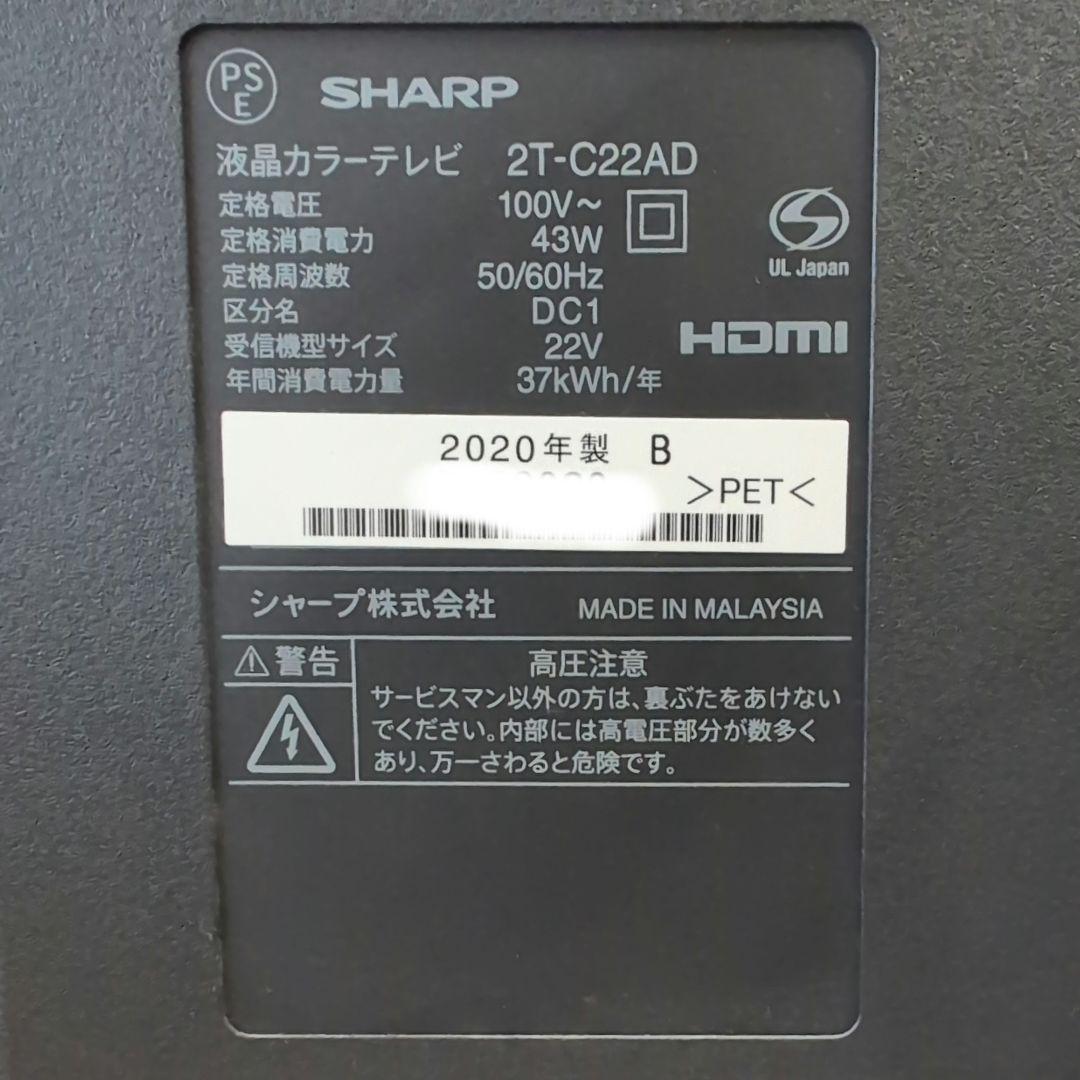 PS
E
SHARP
液晶カラーテレビ 2T-C22AD
定格電圧 100V～
定格消費電力 43W
定格周波数 50/60Hz
区分名 DC1
受信機型サイズ 22V
年間消費電力量 37kWh/年
UL Japan
HDMI
2020年製 B
>PET<
シャープ株式会社 MADE IN MALAYSIA
⚠警告
高圧注意
サービスマン以外の方は、裏ぶたをあけない
でください。内部には高電圧部分が数多く
あり、万一さわると危険です。